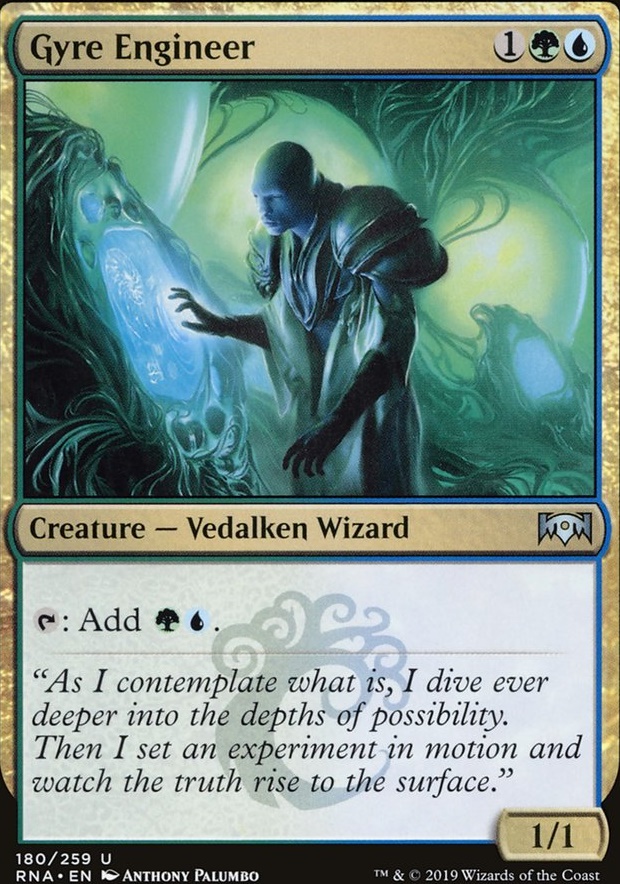 Gyre Engineer 1
Creature — Vedalken Wizard
: Add .
“As I contemplate what is, I dive ever
deeper into the depths of possibility.
Then I set an experiment in motion and
watch the truth rise to the surface.”
1/1
180/259 U
RNA • EN Anthony Palumbo
™ & © 2019 Wizards of the Coast